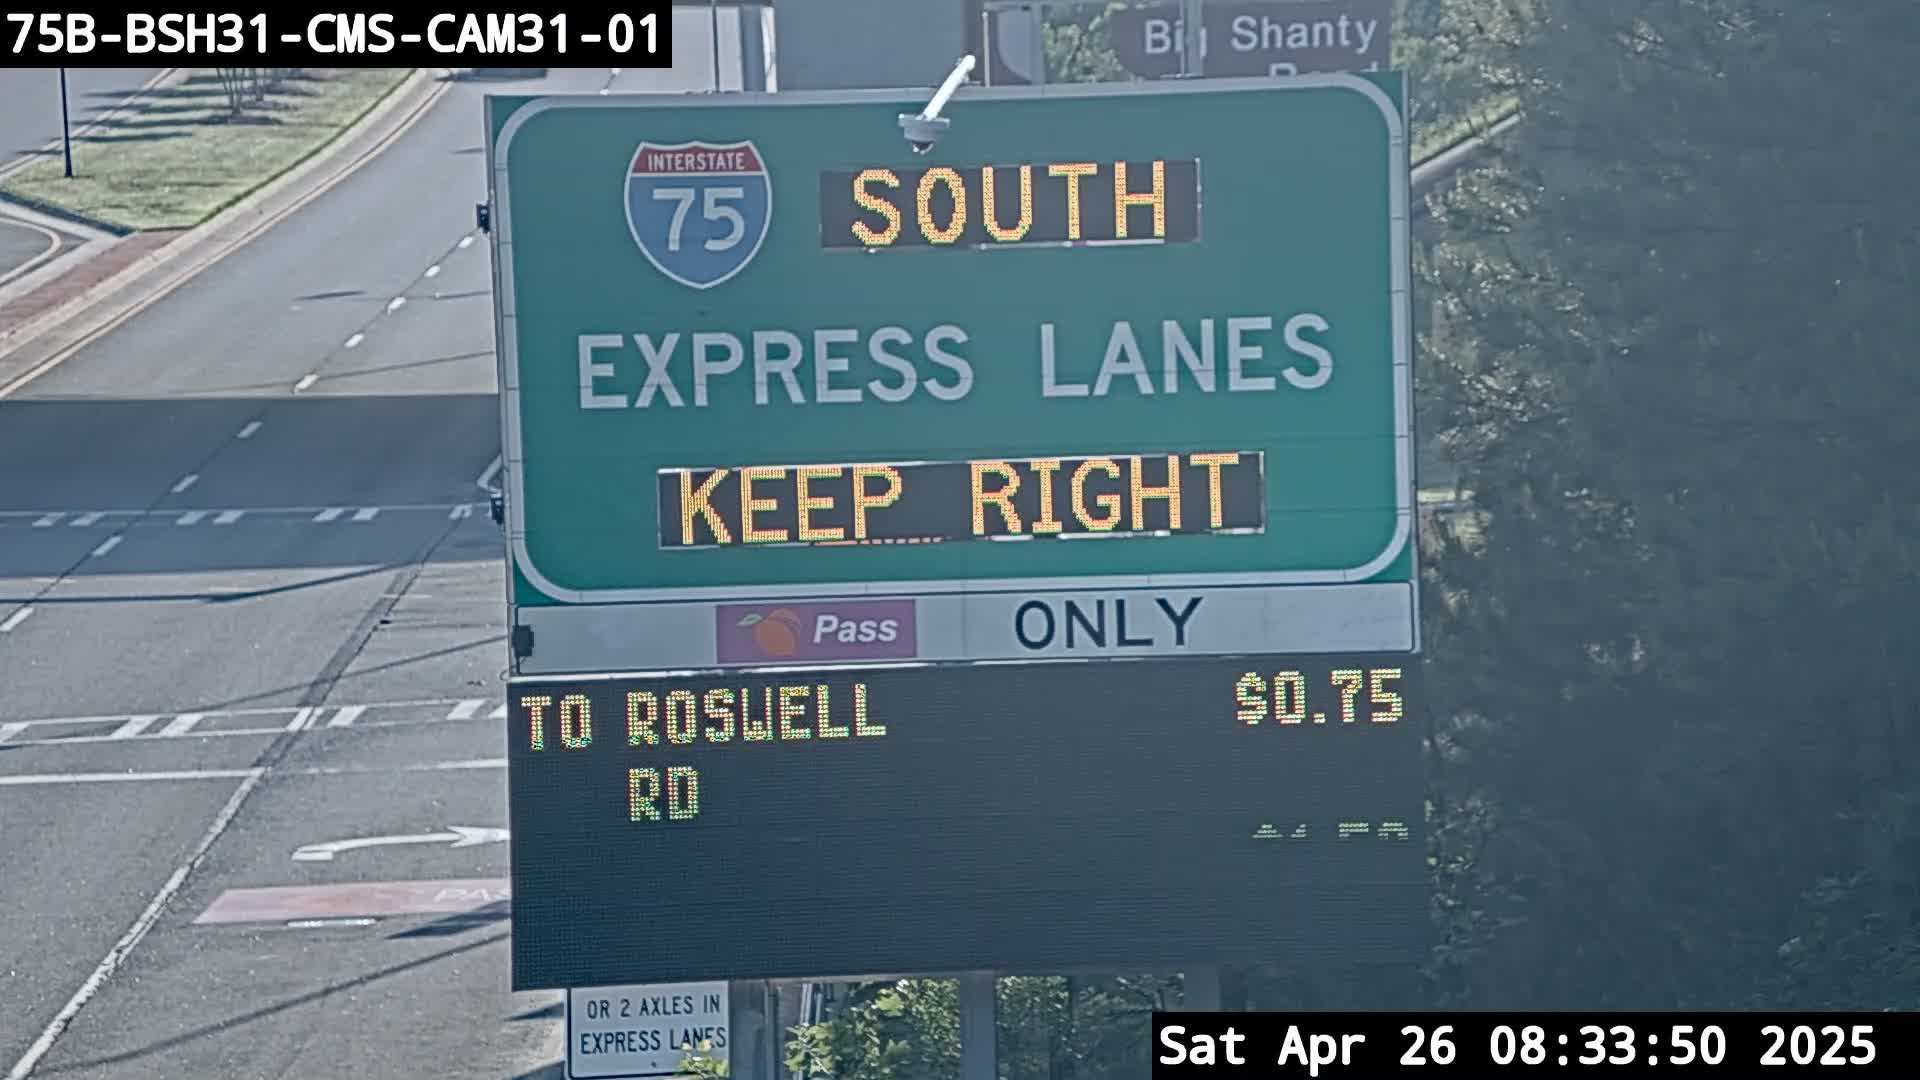 75B-BSH31-CMS-CAM31-01
Big Shanty
INTERSTATE
75
SOUTH
EXPRESS LANES
KEEP RIGHT
Pass ONLY
TO ROSWELL $0.75
RD
OR 2 AXLES IN
EXPRESS LANES
Sat Apr 26 08:33:50 2025